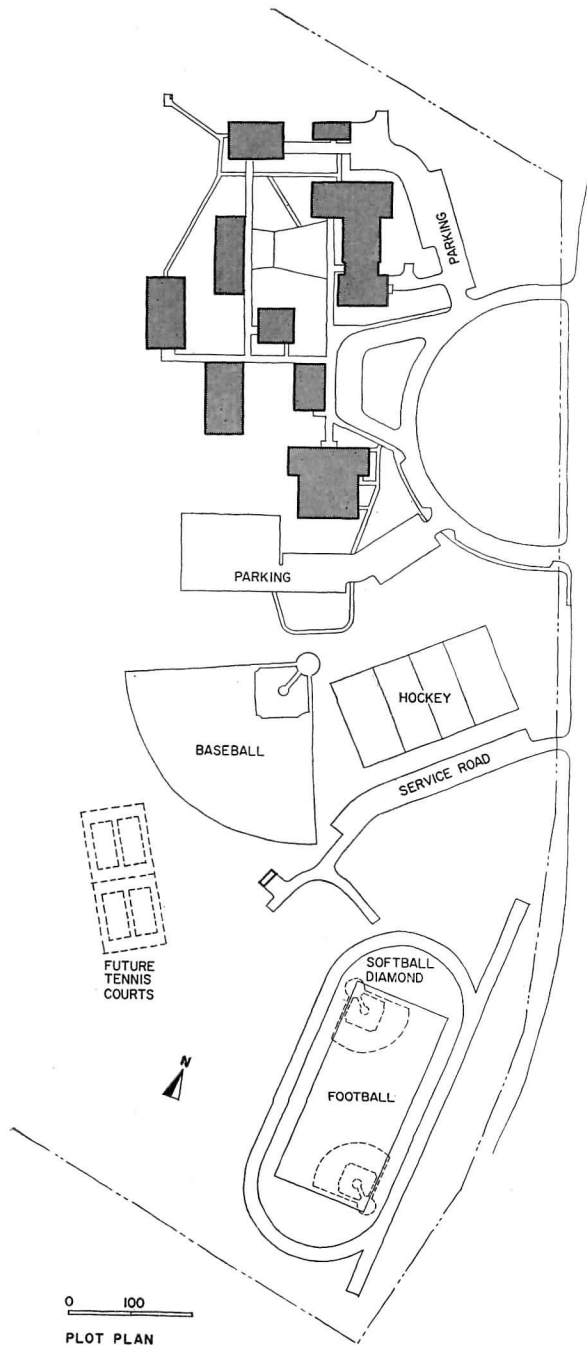 PARKING
PARKING
HOCKEY
BASEBALL
SERVICE ROAD
FUTURE
TENNIS
COURTS
SOFTBALL
DIAMOND
N
FOOTBALL
0 100
PLOT PLAN